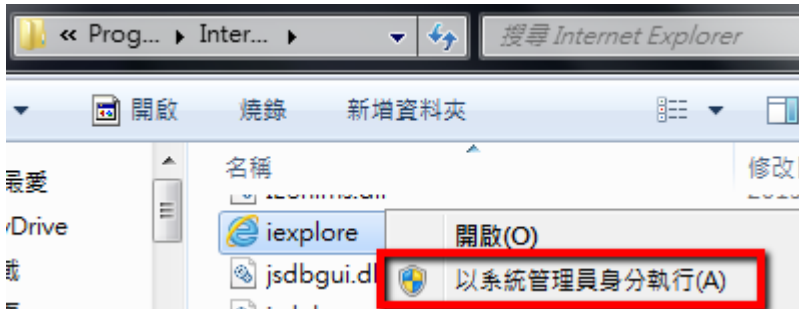 « Prog... ▸ Inter... ▸ 搜尋 Internet Explorer
開啟 燒錄 新增資料夾
名稱 修改
最愛
yDrive
iexplore 開啟(O)
jsdbgui.dl 以系統管理員身分執行(A)